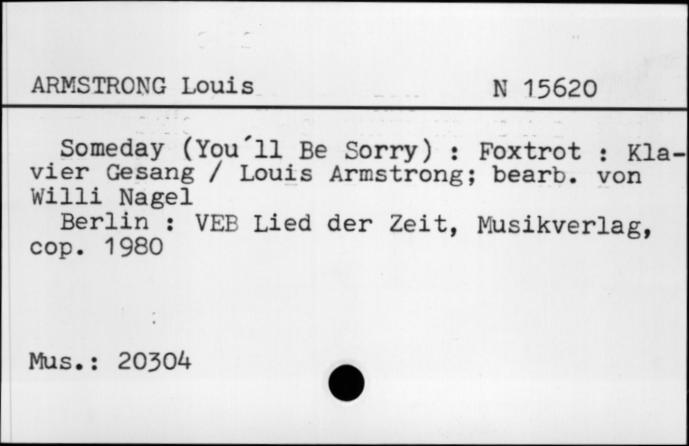 ARMSTRONG Louis N 15620
Someday (You´ll Be Sorry) : Foxtrot : Kla-
vier Gesang / Louis Armstrong; bearb. von
Willi Nagel
Berlin : VEB Lied der Zeit, Musikverlag,
cop. 1980
Mus.: 20304